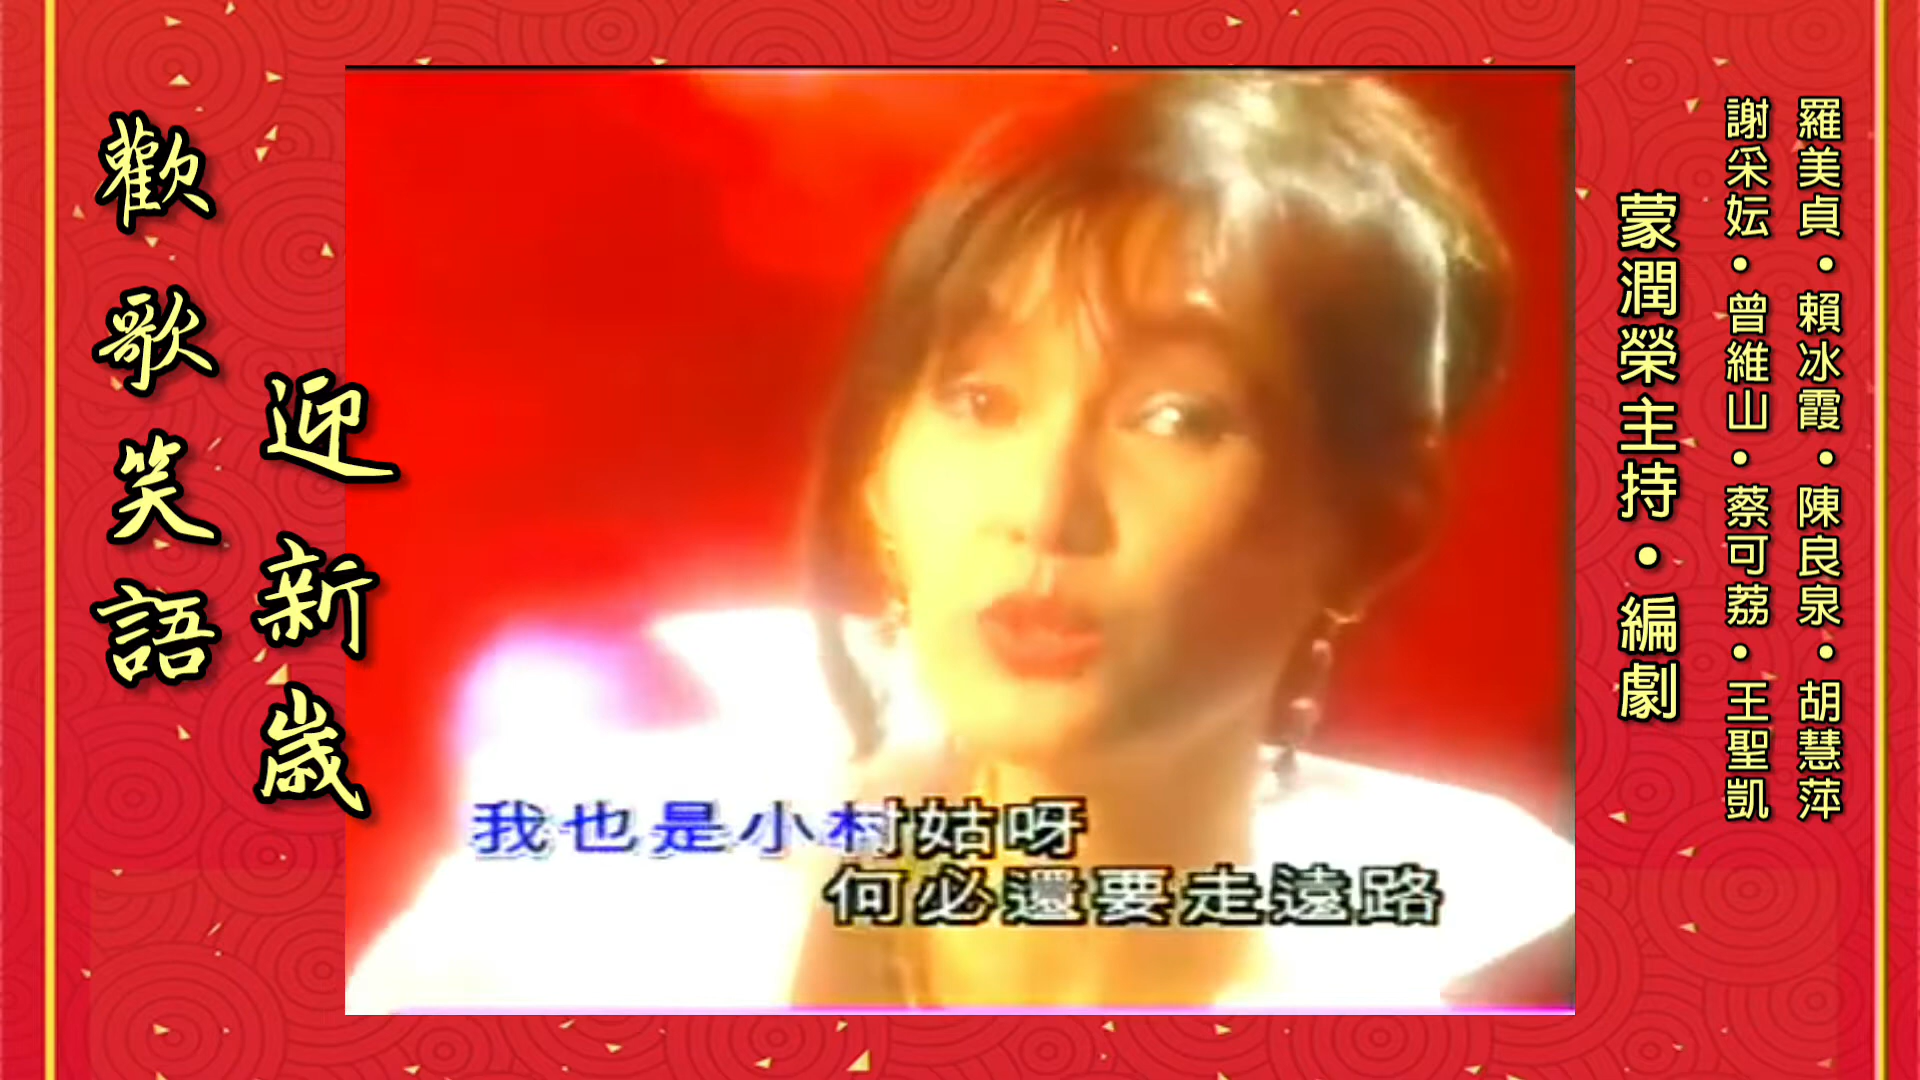 歡歌笑語
迎新歲
羅美貞·賴冰霞·陳良泉·胡慧萍
謝采妘·曾維山·蔡可荔·王聖凱
蒙潤榮主持·編劇
我也是小村姑呀
何必還要走遠路